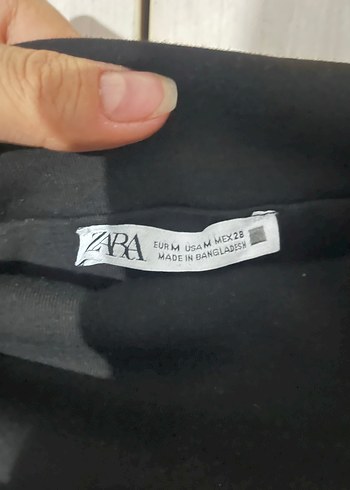 ZARA
EUR M USA M MEX 28
MADE IN BANGLADESH